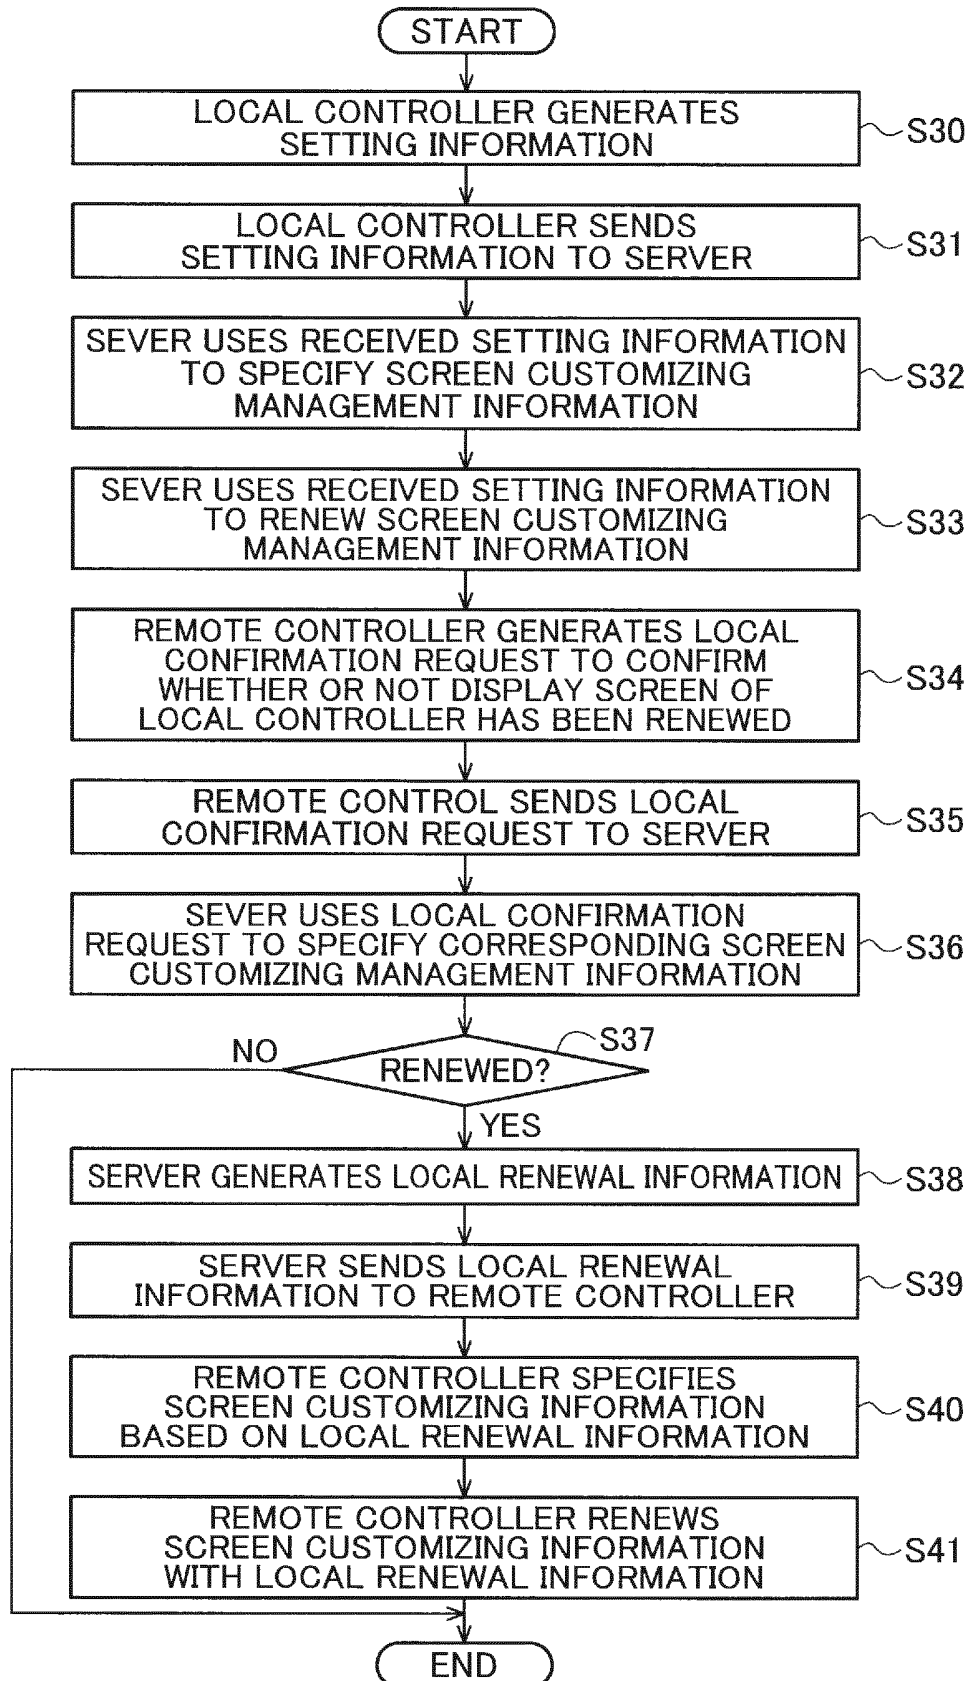 START
LOCAL CONTROLLER GENERATES
SETTING INFORMATION
S30
LOCAL CONTROLLER SENDS
SETTING INFORMATION TO SERVER
S31
SEVER USES RECEIVED SETTING INFORMATION
TO SPECIFY SCREEN CUSTOMIZING
MANAGEMENT INFORMATION
S32
SEVER USES RECEIVED SETTING INFORMATION
TO RENEW SCREEN CUSTOMIZING
MANAGEMENT INFORMATION
S33
REMOTE CONTROLLER GENERATES LOCAL
CONFIRMATION REQUEST TO CONFIRM
WHETHER OR NOT DISPLAY SCREEN OF
LOCAL CONTROLLER HAS BEEN RENEWED
S34
REMOTE CONTROL SENDS LOCAL
CONFIRMATION REQUEST TO SERVER
S35
SEVER USES LOCAL CONFIRMATION
REQUEST TO SPECIFY CORRESPONDING SCREEN
CUSTOMIZING MANAGEMENT INFORMATION
S36
S37
NO
RENEWED?
YES
SERVER GENERATES LOCAL RENEWAL INFORMATION
S38
SERVER SENDS LOCAL RENEWAL
INFORMATION TO REMOTE CONTROLLER
S39
REMOTE CONTROLLER SPECIFIES
SCREEN CUSTOMIZING INFORMATION
BASED ON LOCAL RENEWAL INFORMATION
S40
REMOTE CONTROLLER RENEWS
SCREEN CUSTOMIZING INFORMATION
WITH LOCAL RENEWAL INFORMATION
S41
END